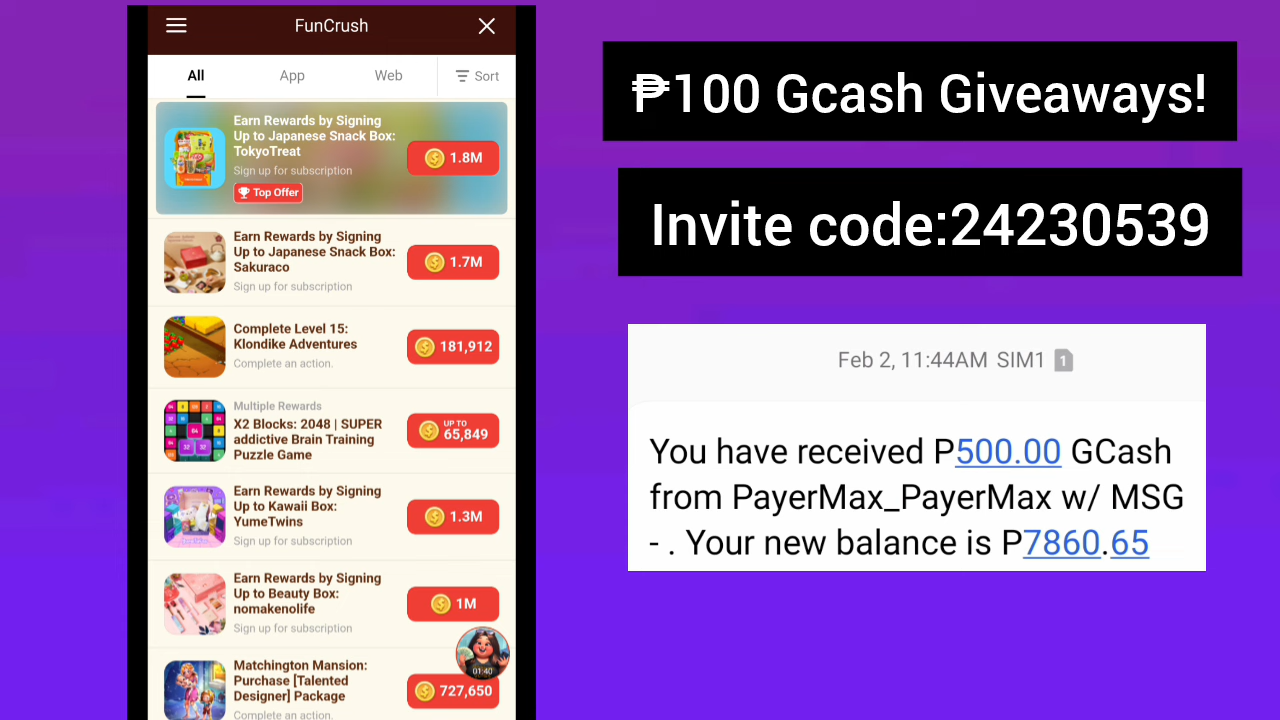 FunCrush
All
App
Web
Sort
Earn Rewards by Signing
Up to Japanese Snack Box:
TokyoTreat
Sign up for subscription
Top Offer
1.8M
Earn Rewards by Signing
Up to Japanese Snack Box:
Sakuraco
Sign up for subscription
1.7M
Complete Level 15:
Klondike Adventures
Complete an action.
181,912
Multiple Rewards
X2 Blocks: 2048 | SUPER
addictive Brain Training
Puzzle Game
UP TO
65,849
Earn Rewards by Signing
Up to Kawaii Box:
YumeTwins
Sign up for subscription
1.3M
Earn Rewards by Signing
Up to Beauty Box:
nomakenolife
Sign up for subscription
1M
01:40
Matchington Mansion:
Purchase [Talented
Designer] Package
Complete an action.
727,650
₱100 Gcash Giveaways!
Invite code:24230539
Feb 2, 11:44AM SIM1 1
You have received P500.00 GCash
from PayerMax_PayerMax w/ MSG
- . Your new balance is P7860.65